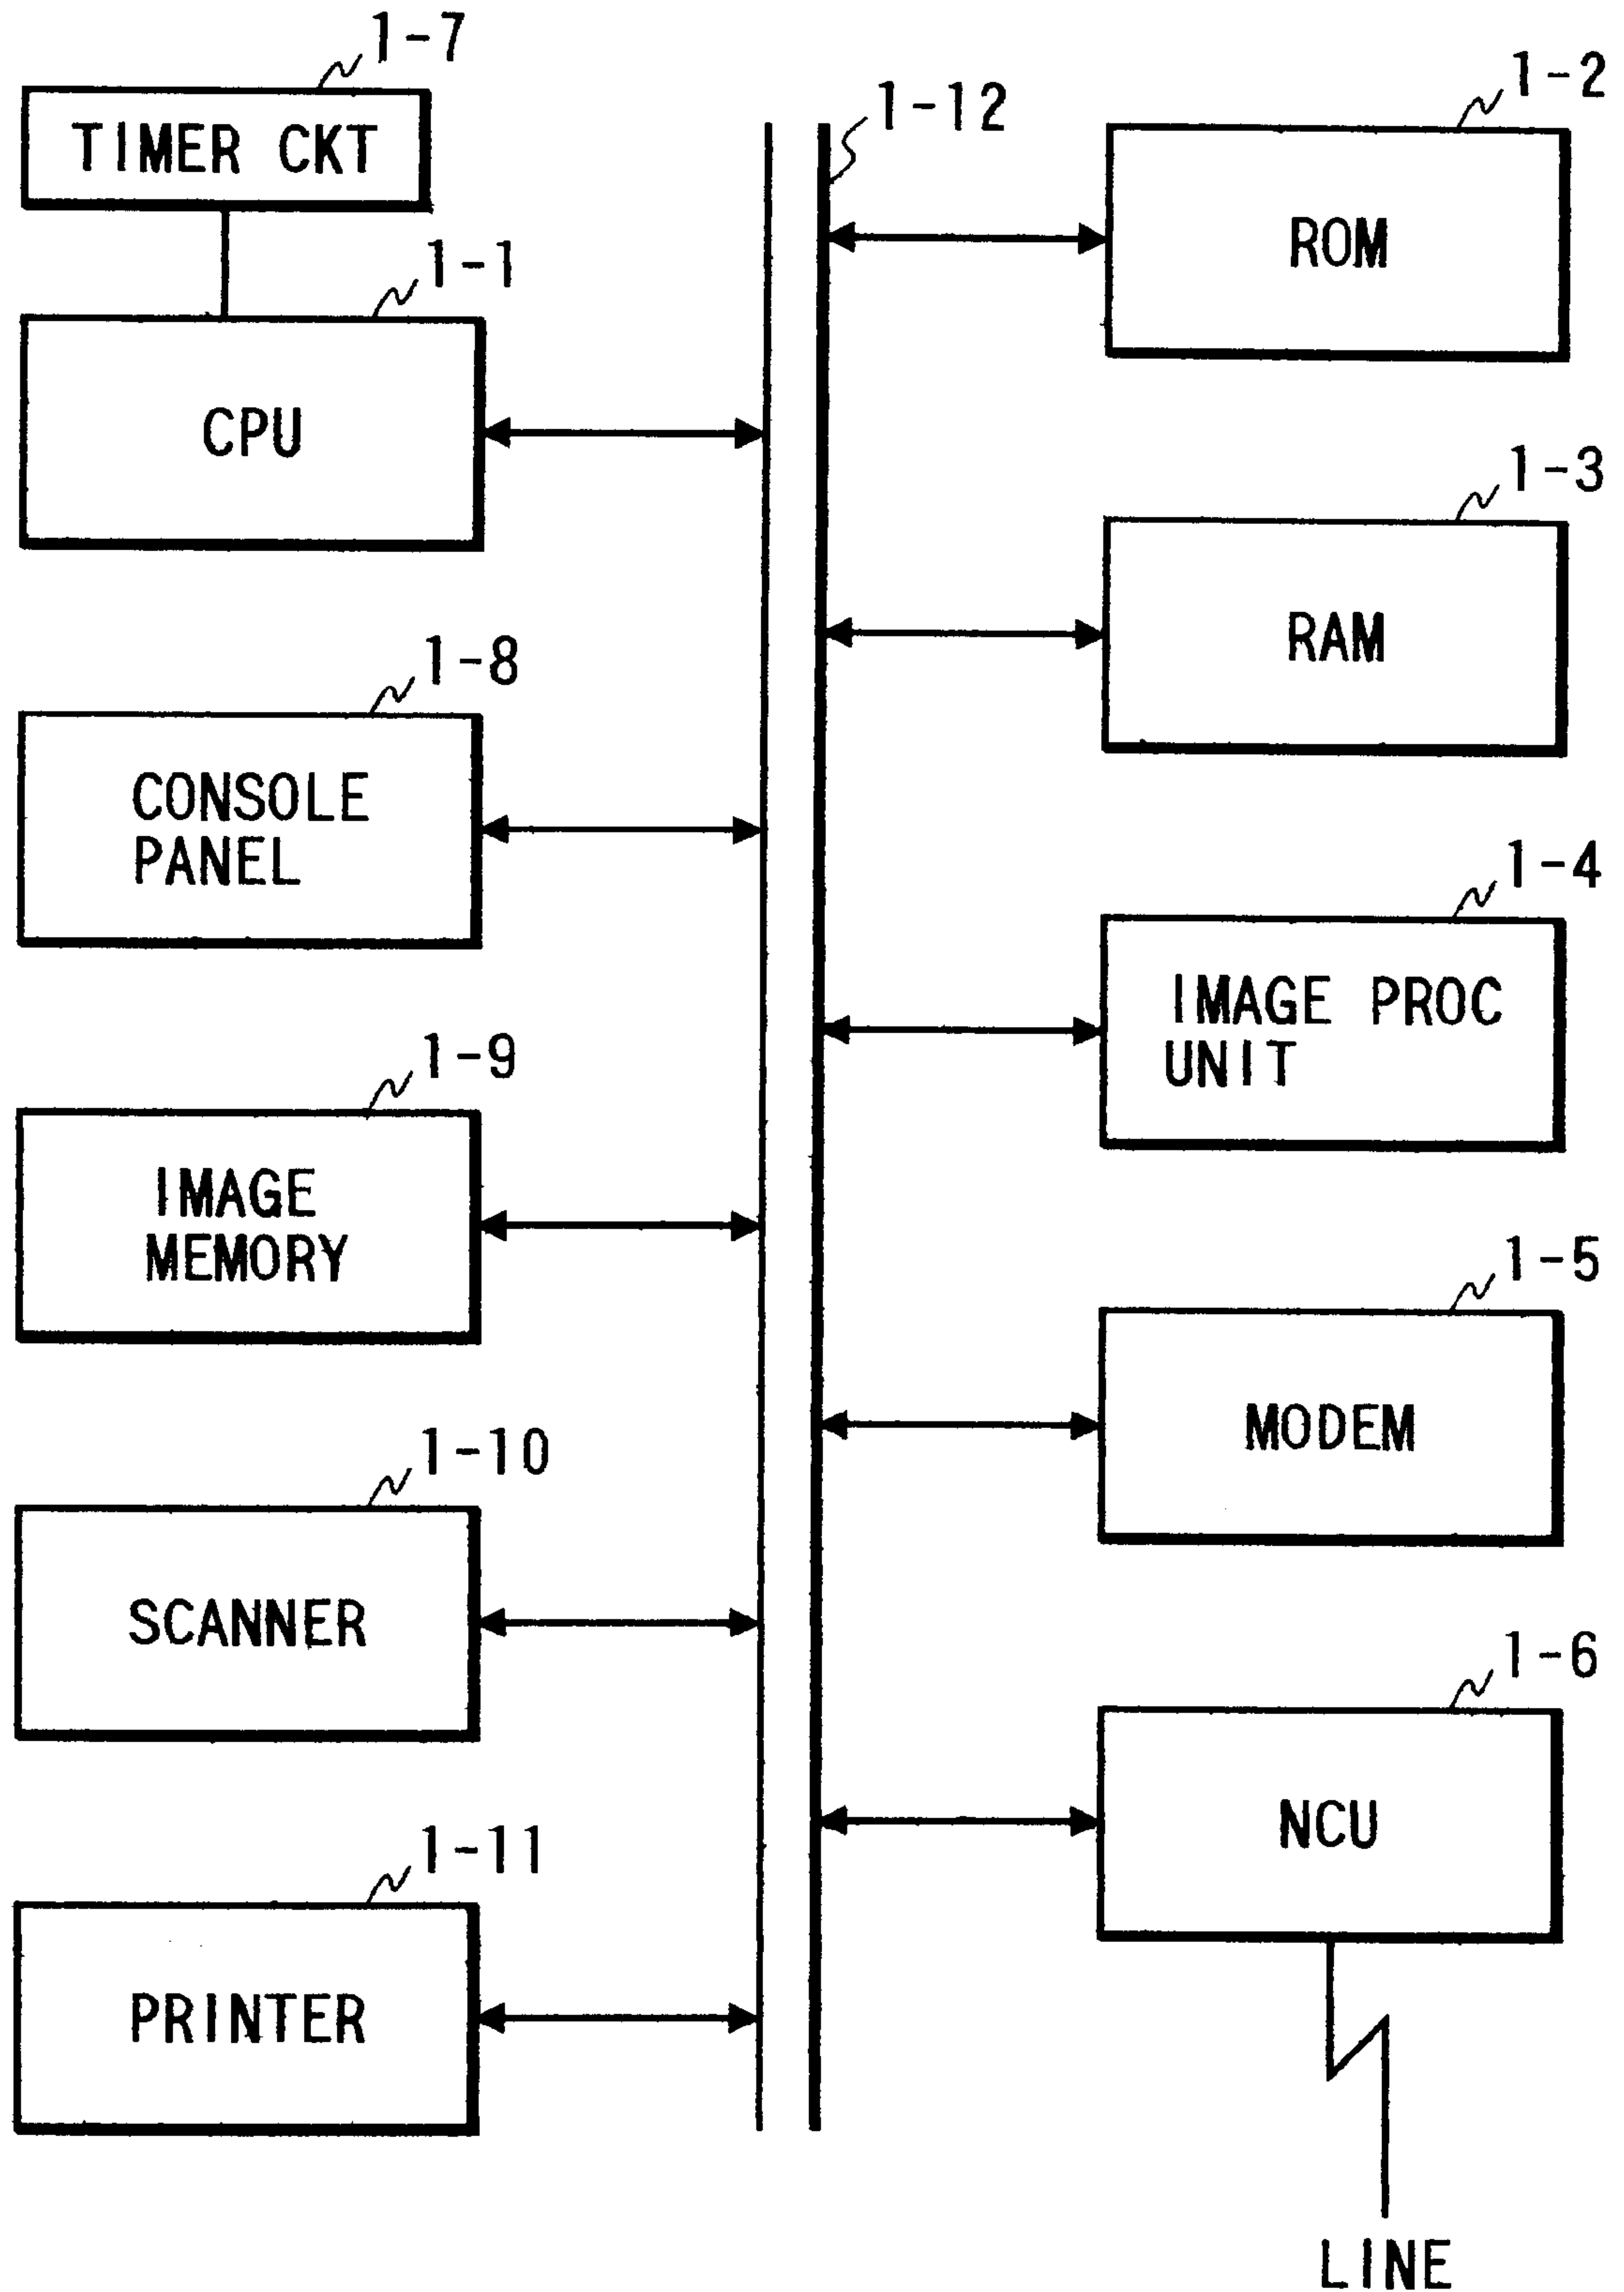 1-7
TIMER CKT
1-1
CPU
1-8
CONSOLE
PANEL
1-9
IMAGE
MEMORY
1-10
SCANNER
1-11
PRINTER
1-12
1-2
ROM
1-3
RAM
1-4
IMAGE PROC
UNIT
1-5
MODEM
1-6
NCU
LINE